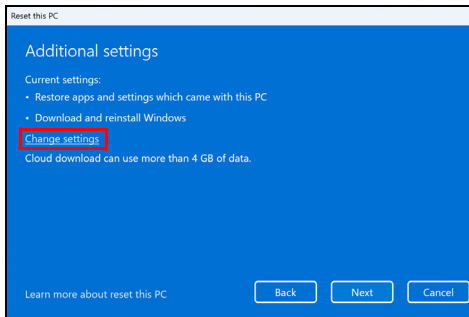 Reset this PC
Additional settings
Current settings:
• Restore apps and settings which came with this PC
• Download and reinstall Windows
Change settings
Cloud download can use more than 4 GB of data.
Learn more about reset this PC
Back
Next
Cancel